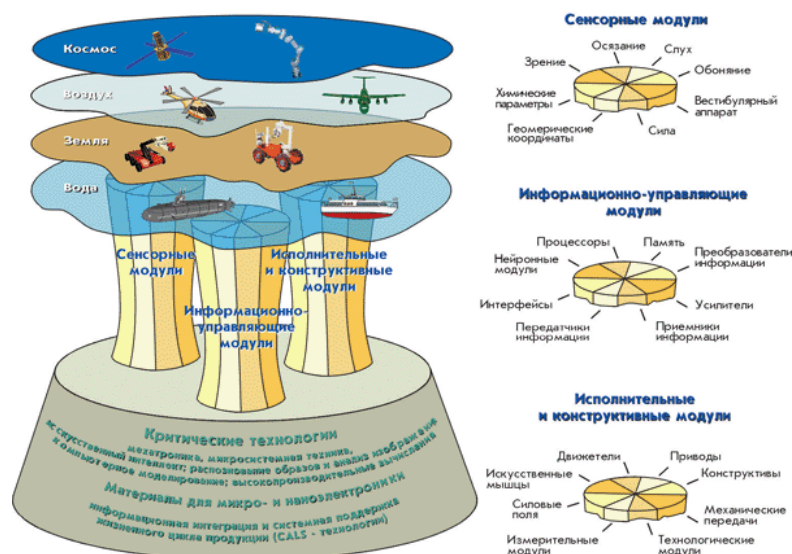 Космос
Воздух
Земля
Вода
Сенсорные
модули
Исполнительные
и конструктивные
модули
Информационно-
управляющие
модули
Критические технологии
мехатроника, микросистемная техника,
искусственный интеллект; распознование образов и анализ изображение
компьютерное моделирование; высокопроизводительные вычисления
Материалы для микро- и наноэлектроники
информационная интеграция и системная поддержка
жизненного цикла продукции (CALS - технологии)
Сенсорные модули
Осязание
Слух
Зрение
Обоняние
Химические
параметры
Вестибулярный
аппарат
Геомерические
координаты
Сила
Информационно-управляющие
модули
Процессоры
Память
Нейронные
модули
Преобразователи
информации
Интерфейсы
Усилители
Передатчики
информации
Приемники
информации
Исполнительные
и конструктивные модули
Движетели
Приводы
Искусственные
мышцы
Конструктивы
Силовые
поля
Механические
передачи
Измерительные
модули
Технологические
модули